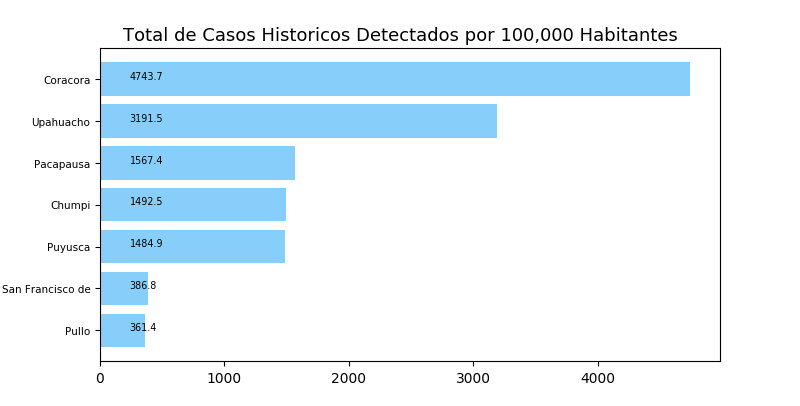 Total de Casos Historicos Detectados por 100,000 Habitantes
Coracora 4743.7
Upahuacho 3191.5
Pacapausa 1567.4
Chumpi 1492.5
Puyusca 1484.9
San Francisco de 386.8
Pullo 361.4
0 1000 2000 3000 4000